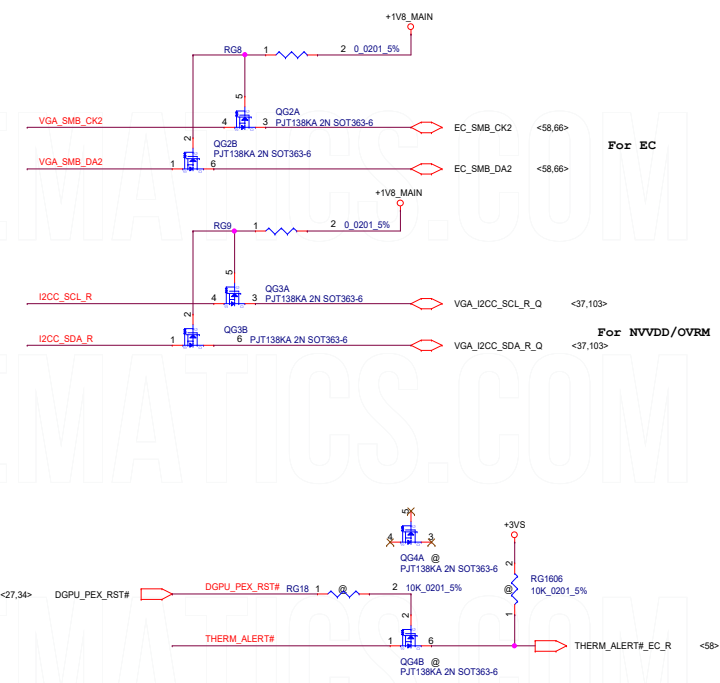 +1V8_MAIN
RG8 1 2 0_0201_5%
5
QG2A
VGA_SMB_CK2 4 3 PJT138KA 2N SOT363-6 EC_SMB_CK2 <58,66>
For EC
2 QG2B
PJT138KA 2N SOT363-6
VGA_SMB_DA2 1 6 EC_SMB_DA2 <58,66>
+1V8_MAIN
RG9 1 2 0_0201_5%
5
QG3A
I2CC_SCL_R 4 3 PJT138KA 2N SOT363-6 VGA_I2CC_SCL_R_Q <37,103>
2
QG3B For NVVDD/OVRM
I2CC_SDA_R 1 6 PJT138KA 2N SOT363-6 VGA_I2CC_SDA_R_Q <37,103>
EMATICS.COM
EMATICS.COM
5
+3VS
4 3
QG4A @
PJT138KA 2N SOT363-6
2 RG1606
<27,34> DGPU_PEX_RST# DGPU_PEX_RST# RG18 1 @ 2 10K_0201_5% @ 10K_0201_5%
2 1
THERM_ALERT# 1 6 THERM_ALERT#_EC_R <58>
QG4B @
PJT138KA 2N SOT363-6